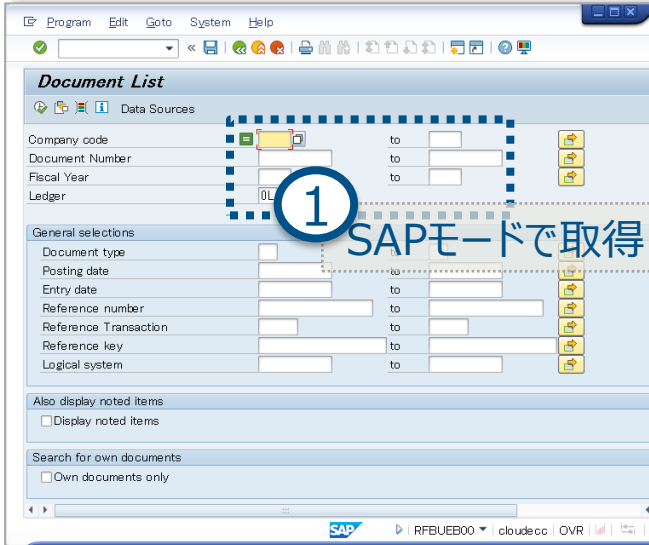 Program Edit Goto System Help
Document List
Data Sources
Company code to
Document Number to
Fiscal Year to
Ledger 0L
1
SAPモードで取得
General selections
Document type
Posting date to
Entry date to
Reference number to
Reference Transaction to
Reference key to
Logical system to
Also display noted items
Display noted items
Search for own documents
Own documents only
SAP RFBUEB00 cloudecc OVR